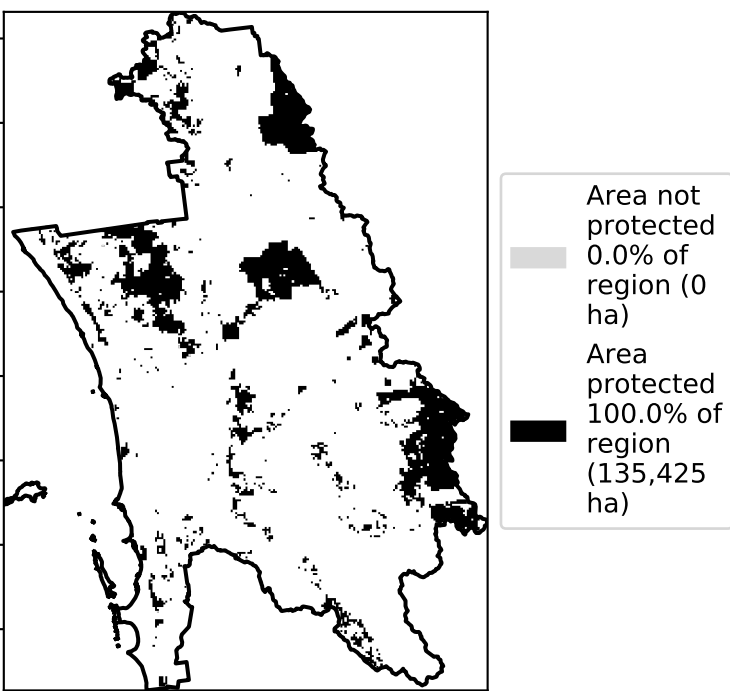 Area not
protected
0.0% of
region (0
ha)
Area
protected
100.0% of
region
(135,425
ha)